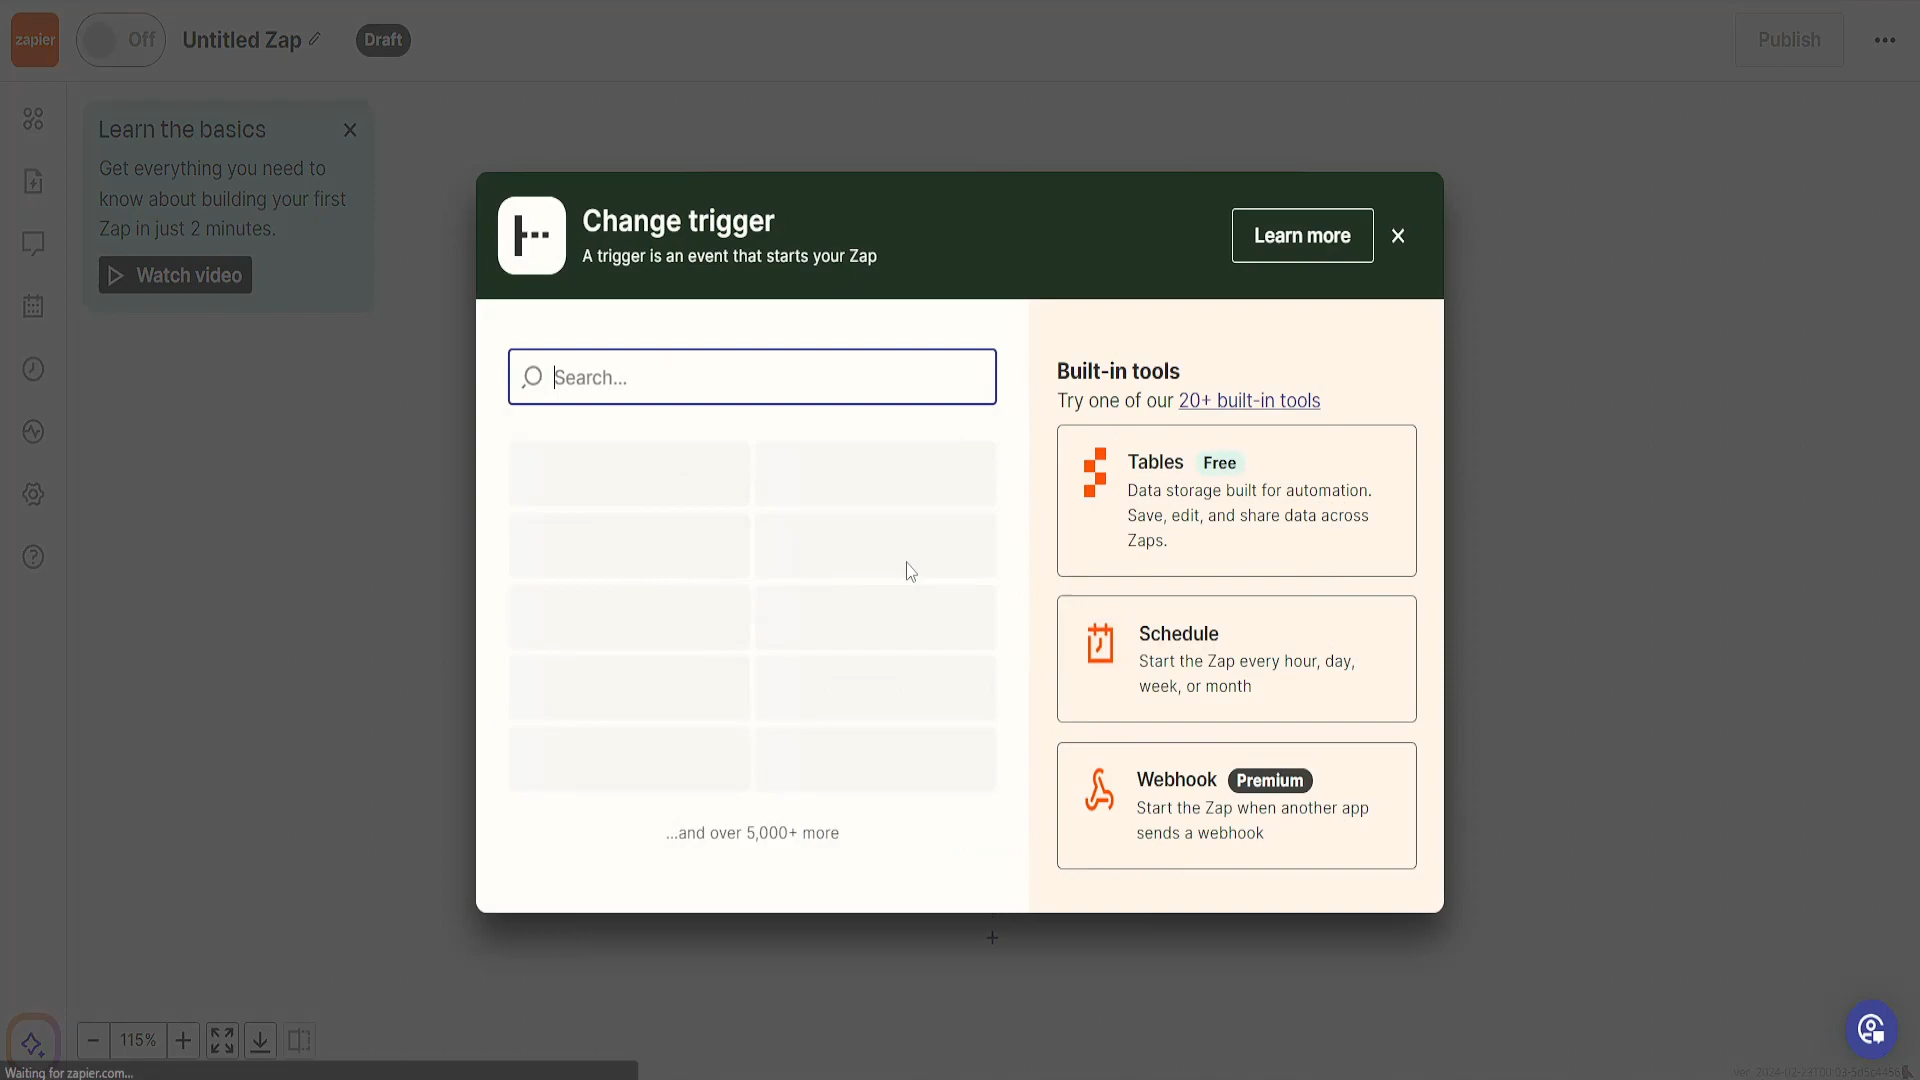 zapier
Off
Untitled Zap
Draft
Publish
Learn the basics
Get everything you need to
know about building your first
Zap in just 2 minutes.
Watch video
Change trigger
A trigger is an event that starts your Zap
Learn more
Search...
...and over 5,000+ more
Built-in tools
Try one of our 20+ built-in tools
Tables Free
Data storage built for automation.
Save, edit, and share data across
Zaps.
Schedule
Start the Zap every hour, day,
week, or month
Webhook Premium
Start the Zap when another app
sends a webhook
115%
Waiting for zapier.com...